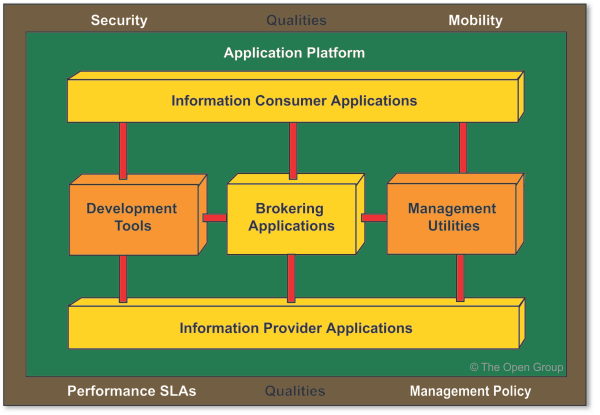 Security Qualities Mobility
Application Platform
Information Consumer Applications
Development
Tools
Brokering
Applications
Management
Utilities
Information Provider Applications
© The Open Group
Performance SLAs Qualities Management Policy